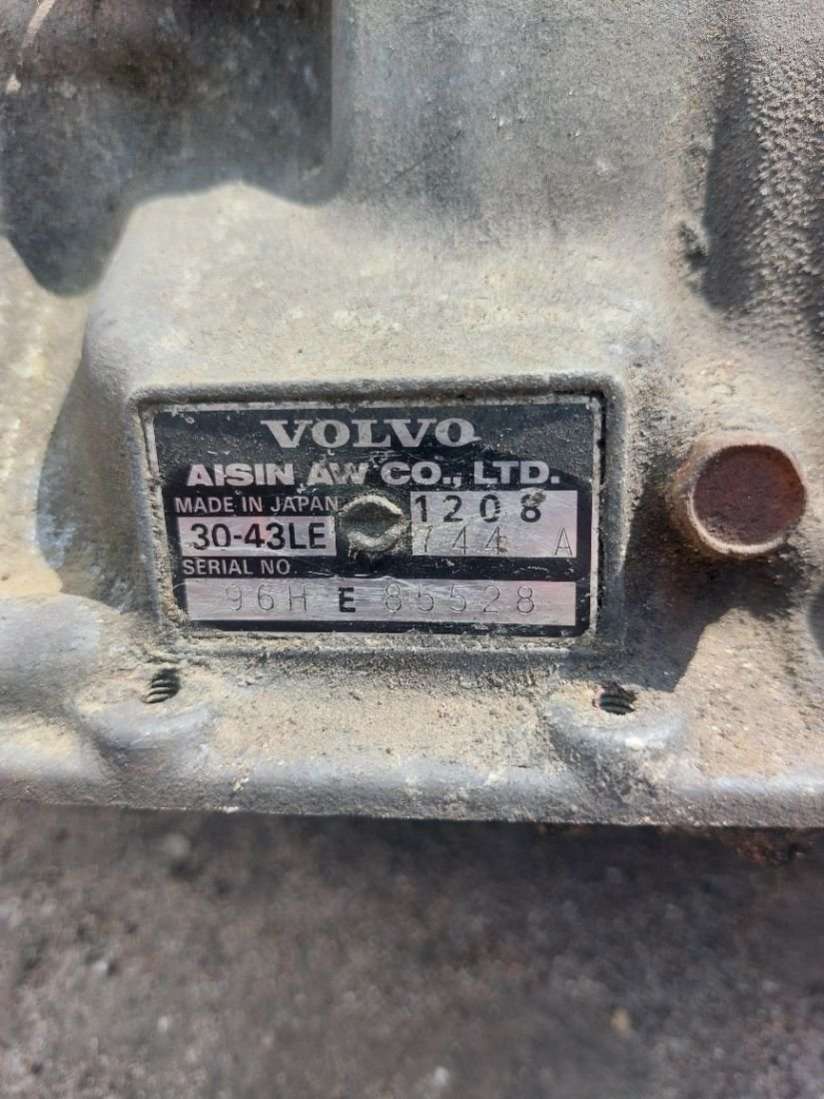 VOLVO
AISIN AW CO., LTD.
MADE IN JAPAN 1208
30-43LE 744 A
SERIAL NO.
96H E 85528